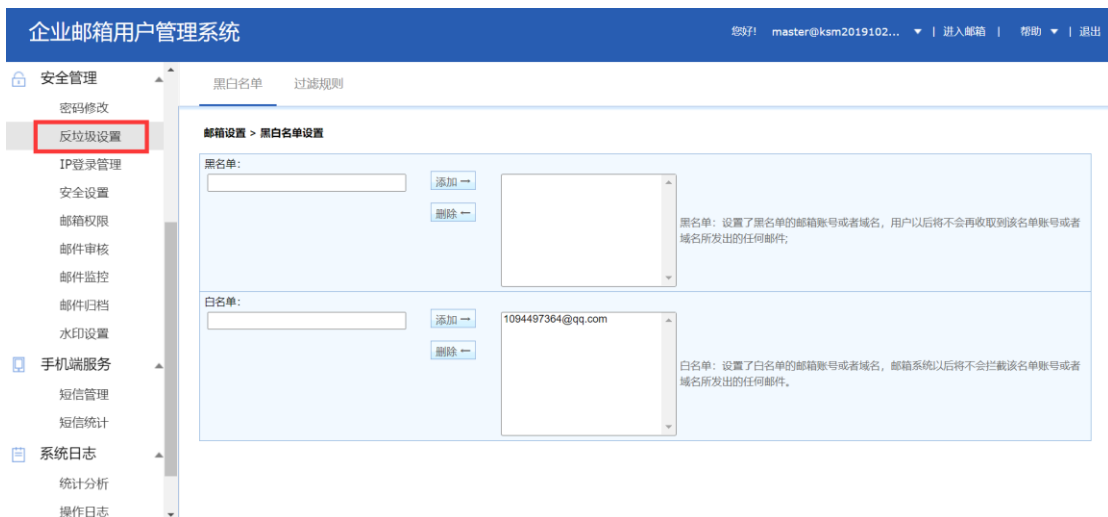 企业邮箱用户管理系统
您好! master@ksm2019102... ▼ | 进入邮箱 | 帮助 ▼ | 退出
安全管理
密码修改
反垃圾设置
IP登录管理
安全设置
邮箱权限
邮件审核
邮件监控
邮件归档
水印设置
手机端服务
短信管理
短信统计
系统日志
统计分析
操作日志
黑白名单 过滤规则
邮箱设置 > 黑白名单设置
黑名单:
添加→
删除←
黑名单: 设置了黑名单的邮箱账号或者域名, 用户以后将不会再收取到该名单账号或者
域名所发出的任何邮件;
白名单:
添加→
删除←
1094497364@qq.com
白名单: 设置了白名单的邮箱账号或者域名, 邮箱系统以后将不会拦截该名单账号或者
域名所发出的任何邮件。